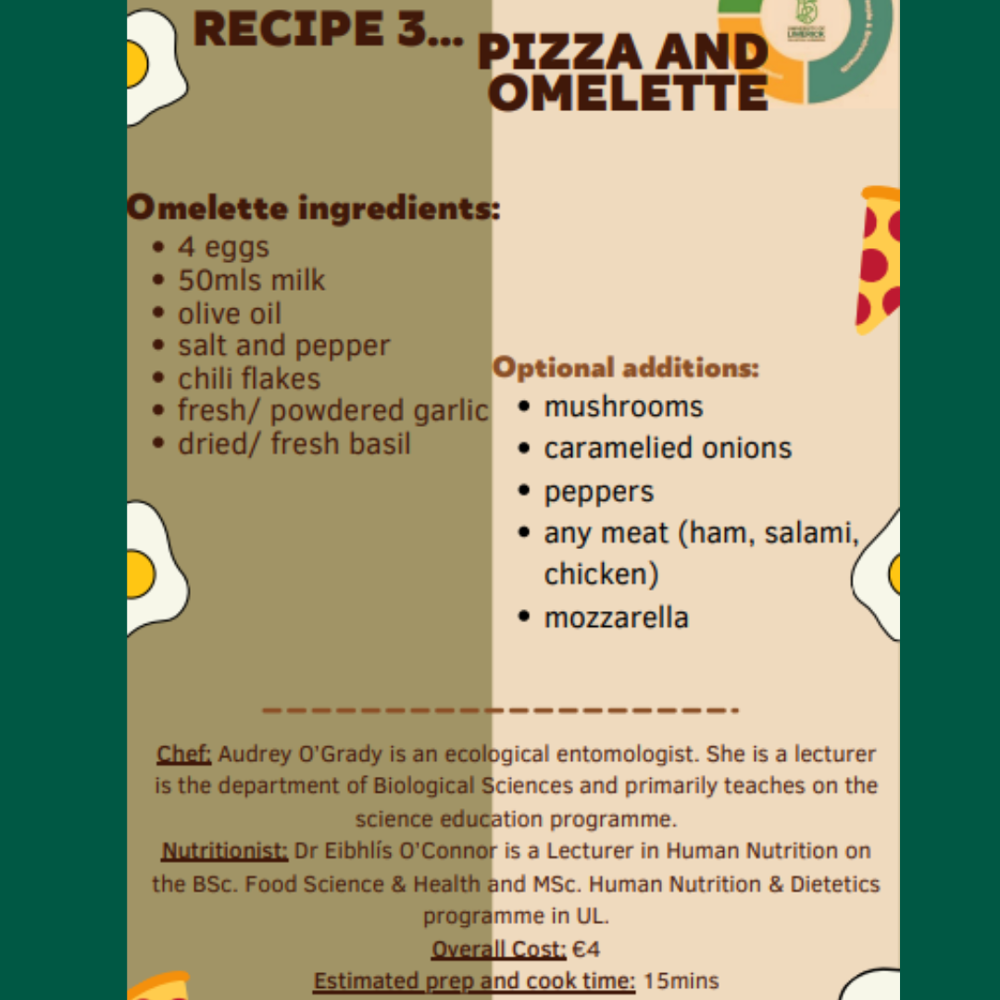 RECIPE 3...
PIZZA AND
OMELETTE
UNIVERSITY OF
LIMERICK
Omelette ingredients:
• 4 eggs
• 50mls milk
• olive oil
• salt and pepper
• chili flakes
• fresh/ powdered garlic
• dried/ fresh basil
Optional additions:
• mushrooms
• caramelied onions
• peppers
• any meat (ham, salami,
chicken)
• mozzarella
Chef: Audrey O'Grady is an ecological entomologist. She is a lecturer
is the department of Biological Sciences and primarily teaches on the
science education programme.
Nutritionist: Dr Eibhlís O'Connor is a Lecturer in Human Nutrition on
the BSc. Food Science & Health and MSc. Human Nutrition & Dietetics
programme in UL.
Overall Cost: €4
Estimated prep and cook time: 15mins